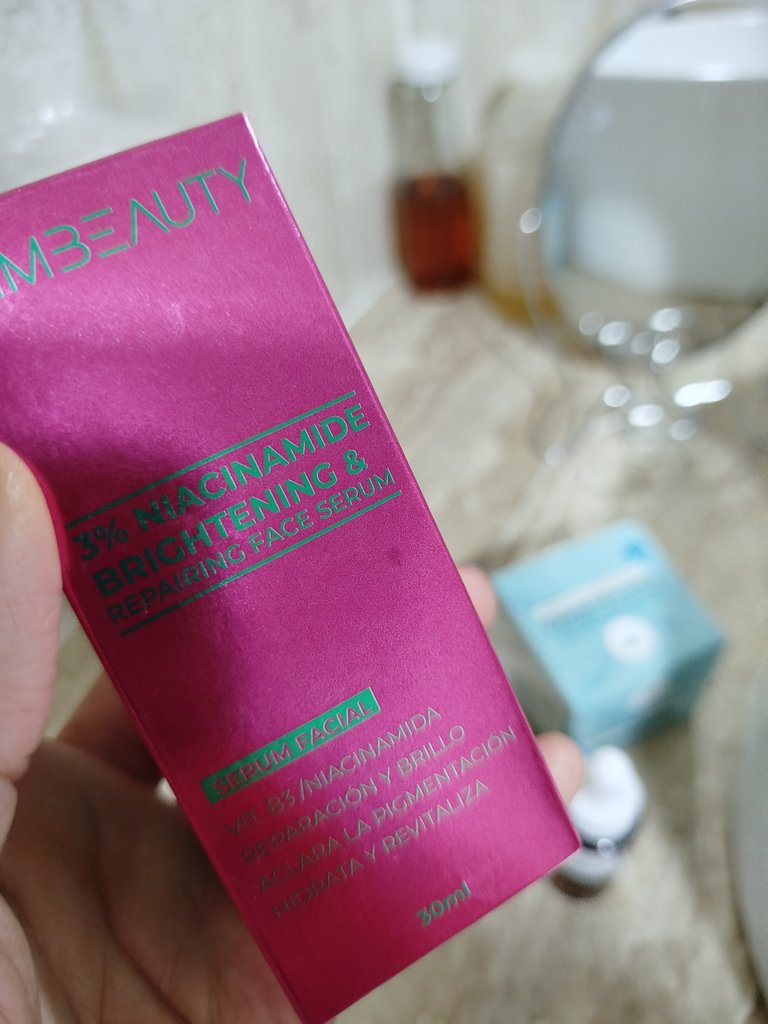 IMBEAUTY
3% NIACINAMIDE
BRIGHTENING &
REPAIRING FACE SERUM
SERUM FACIAL
VIT. B3/NIACINAMIDA
REPARACIÓN Y BRILLO
ACLARA LA PIGMENTACIÓN
HIDRATA Y REVITALIZA
30ml